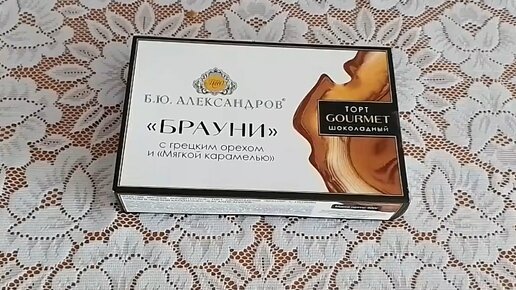 Б.Ю. АЛЕКСАНДРОВ®
«БРАУНИ»
с грецким орехом
и «Мягкой карамелью»
ТОРТ
GOURMET
ШОКОЛАДНЫЙ